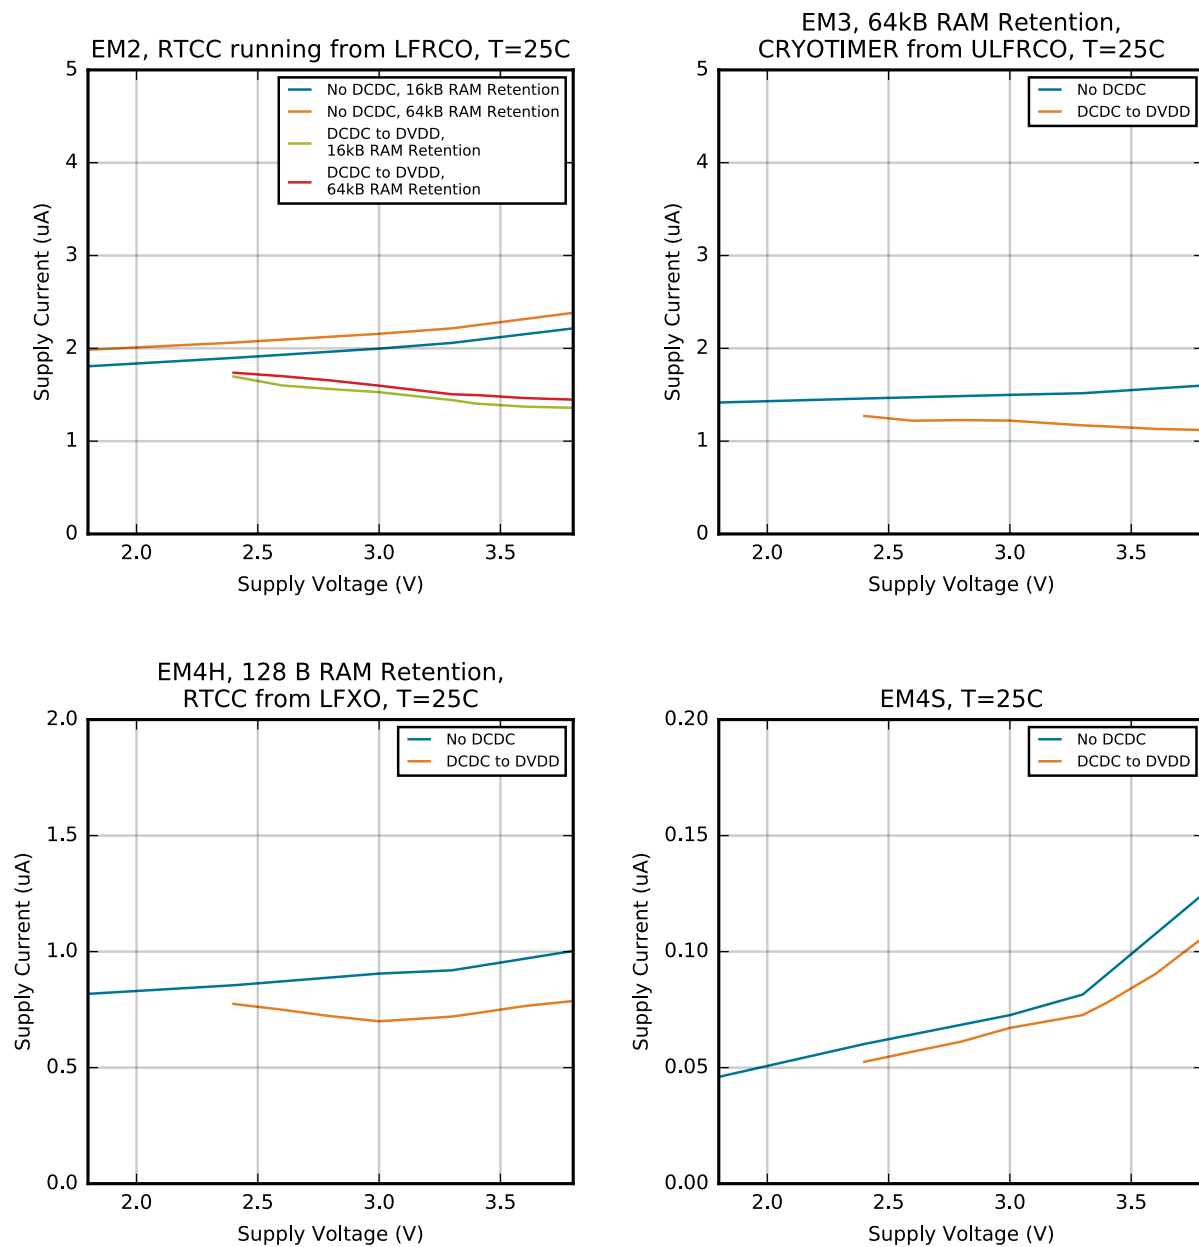 EM2, RTCC running from LFRCO, T=25C
5
4
3
2
1
0
Supply Current (uA)
No DCDC, 16kB RAM Retention
No DCDC, 64kB RAM Retention
DCDC to DVDD,
16kB RAM Retention
DCDC to DVDD,
64kB RAM Retention
2.0 2.5 3.0 3.5
Supply Voltage (V)
EM3, 64kB RAM Retention,
CRYOTIMER from ULFRCO, T=25C
5
4
3
2
1
0
Supply Current (uA)
No DCDC
DCDC to DVDD
2.0 2.5 3.0 3.5
Supply Voltage (V)
EM4H, 128 B RAM Retention,
RTCC from LFXO, T=25C
2.0
1.5
1.0
0.5
0.0
Supply Current (uA)
No DCDC
DCDC to DVDD
2.0 2.5 3.0 3.5
Supply Voltage (V)
EM4S, T=25C
0.20
0.15
0.10
0.05
0.00
Supply Current (uA)
No DCDC
DCDC to DVDD
2.0 2.5 3.0 3.5
Supply Voltage (V)